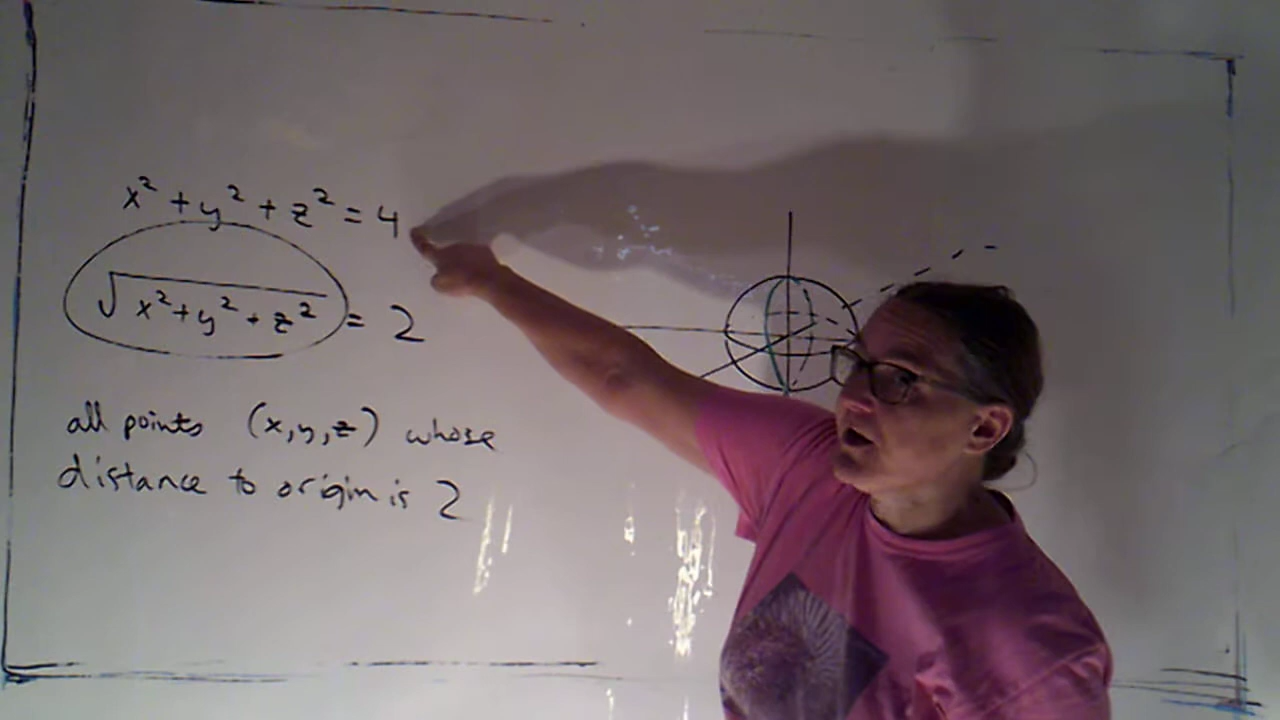 x² + y² + z² = 4
√(x² + y² + z²) = 2
all points (x, y, z) whose
distance to origin is 2